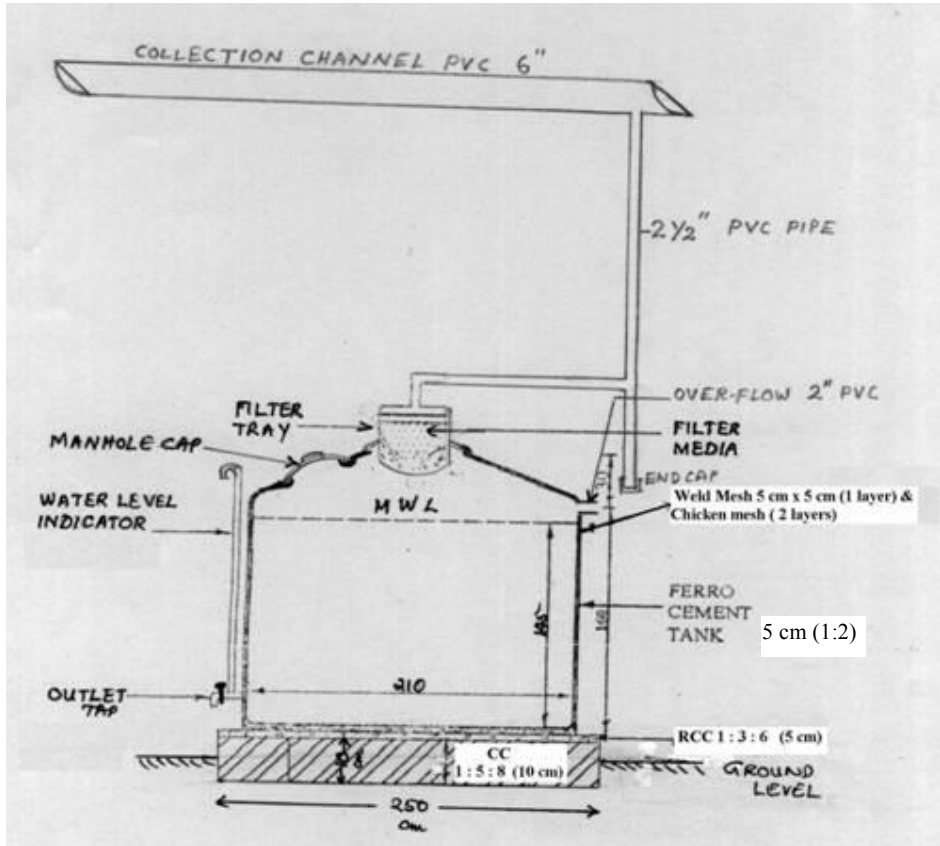 COLLECTION CHANNEL PVC 6"
2½" PVC PIPE
OVER-FLOW 2" PVC
FILTER
TRAY
FILTER
MEDIA
MANHOLE CAP
END CAP
WATER LEVEL
INDICATOR
MWL
Weld Mesh 5 cm x 5 cm (1 layer) &
Chicken mesh ( 2 layers)
FERRO
CEMENT
TANK
5 cm (1:2)
210
OUTLET
TAP
RCC 1 : 3 : 6 (5 cm)
CC
1 : 5 : 8 (10 cm)
GROUND
LEVEL
250
cm